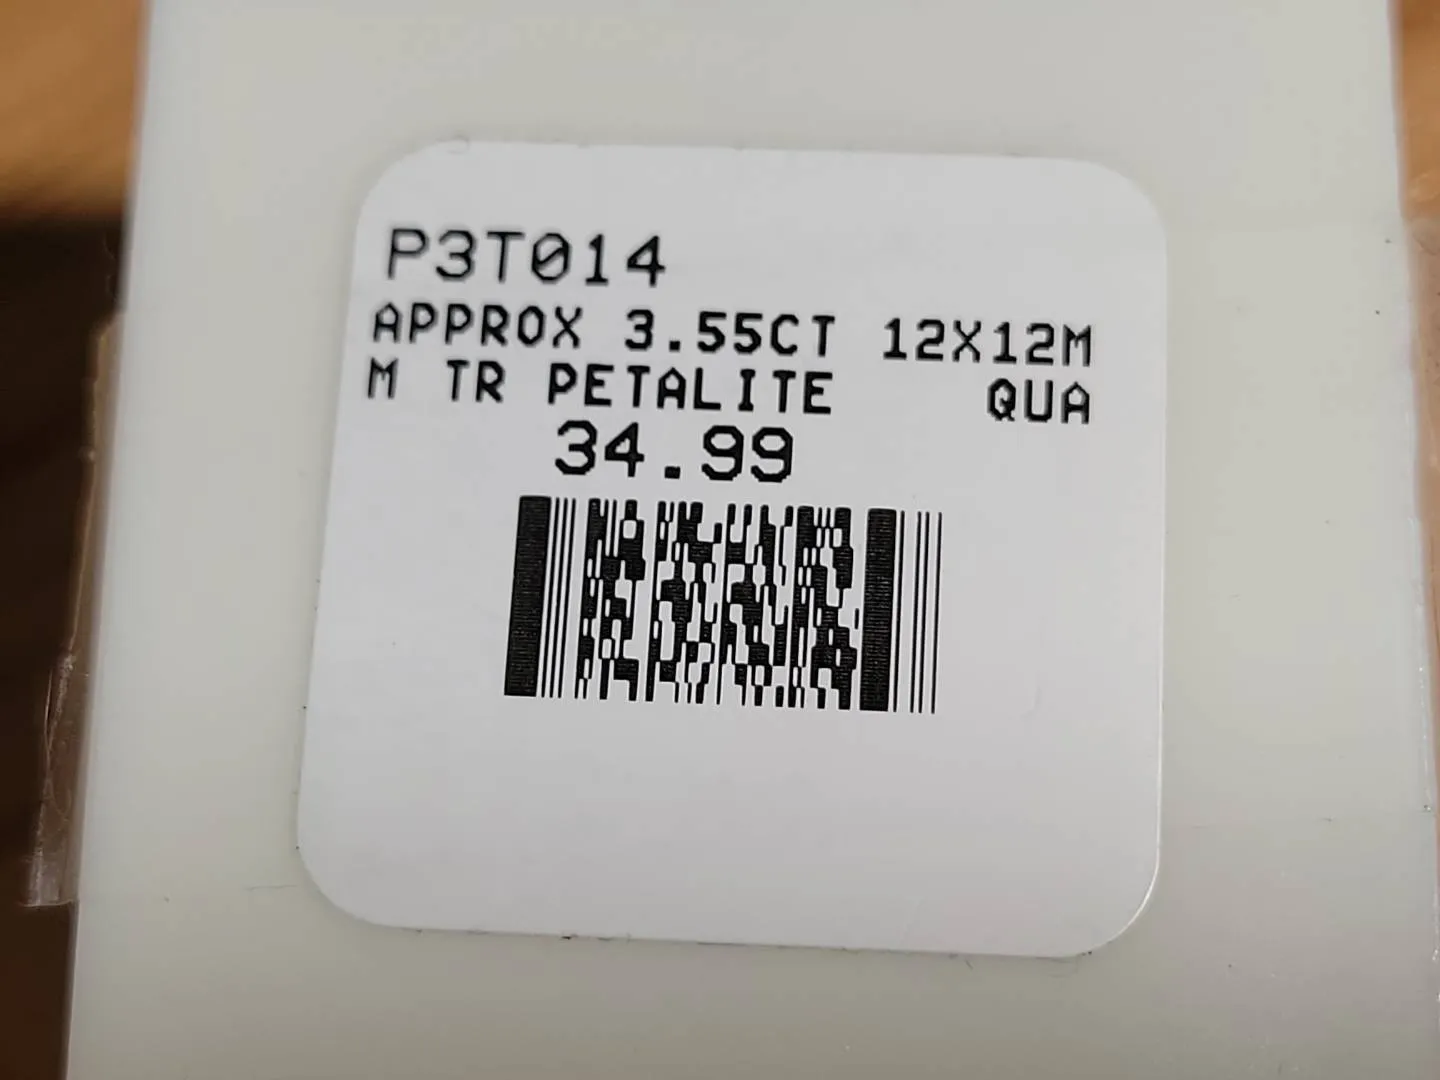 P3T014
APPROX 3.55CT 12X12M
M TR PETALITE QUA
34.99